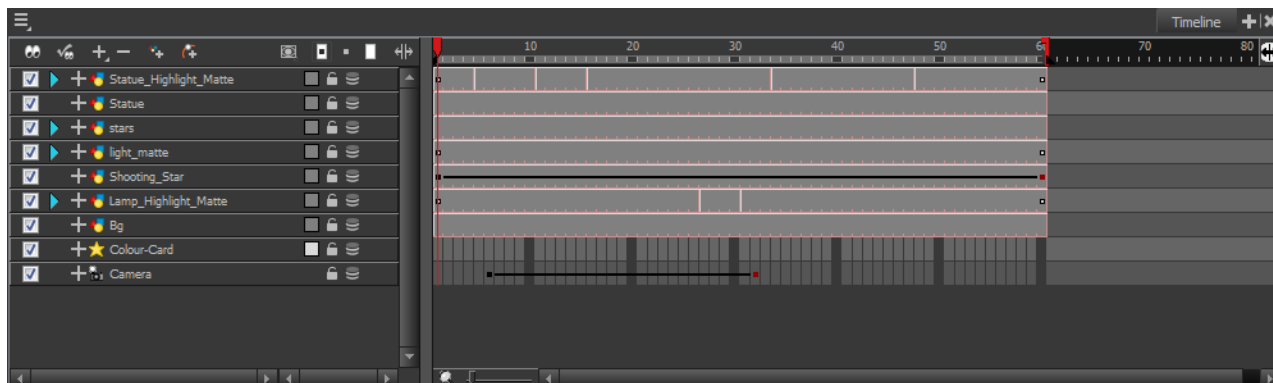 Timeline
10 20 30 40 50 60 70 80
Statue_Highlight_Matte
Statue
stars
light_matte
Shooting_Star
Lamp_Highlight_Matte
Bg
Colour-Card
Camera